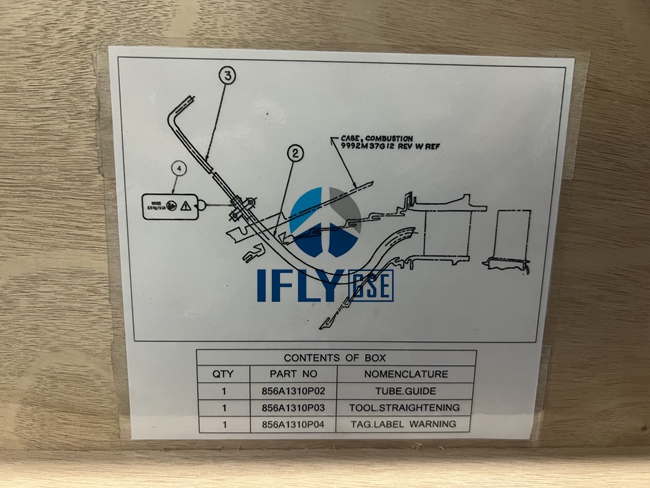 3
CASE, COMBUSTION
9992M37G12 REV W REF
2
4
IFLY GSE
CONTENTS OF BOX
QTY PART NO NOMENCLATURE
1 856A1310P02 TUBE.GUIDE
1 856A1310P03 TOOL.STRAIGHTENING
1 856A1310P04 TAG.LABEL WARNING